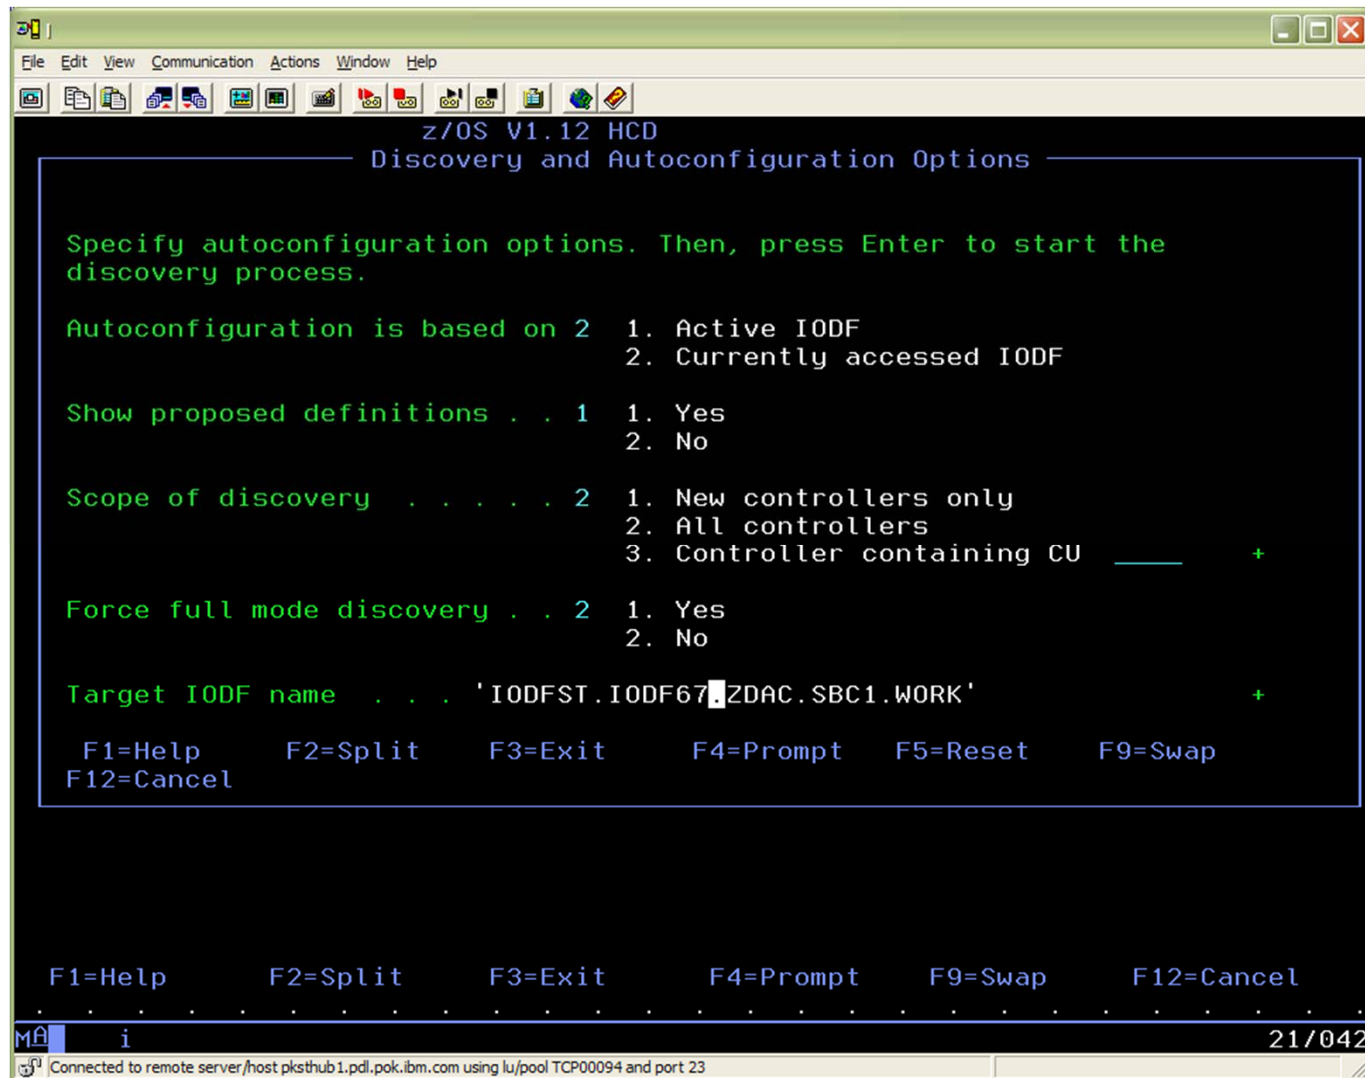 File Edit View Communication Actions Window Help
z/OS V1.12 HCD
Discovery and Autoconfiguration Options
Specify autoconfiguration options. Then, press Enter to start the
discovery process.
Autoconfiguration is based on 2 1. Active IODF
2. Currently accessed IODF
Show proposed definitions . . 1 1. Yes
2. No
Scope of discovery . . . . . 2 1. New controllers only
2. All controllers
3. Controller containing CU _____ +
Force full mode discovery . . 2 1. Yes
2. No
Target IODF name . . . 'IODFST.IODF67.ZDAC.SBC1.WORK' +
F1=Help F2=Split F3=Exit F4=Prompt F5=Reset F9=Swap
F12=Cancel
F1=Help F2=Split F3=Exit F4=Prompt F9=Swap F12=Cancel
MA i 21/042
Connected to remote server/host pksthub1.pdl.pok.ibm.com using lu/pool TCP00094 and port 23